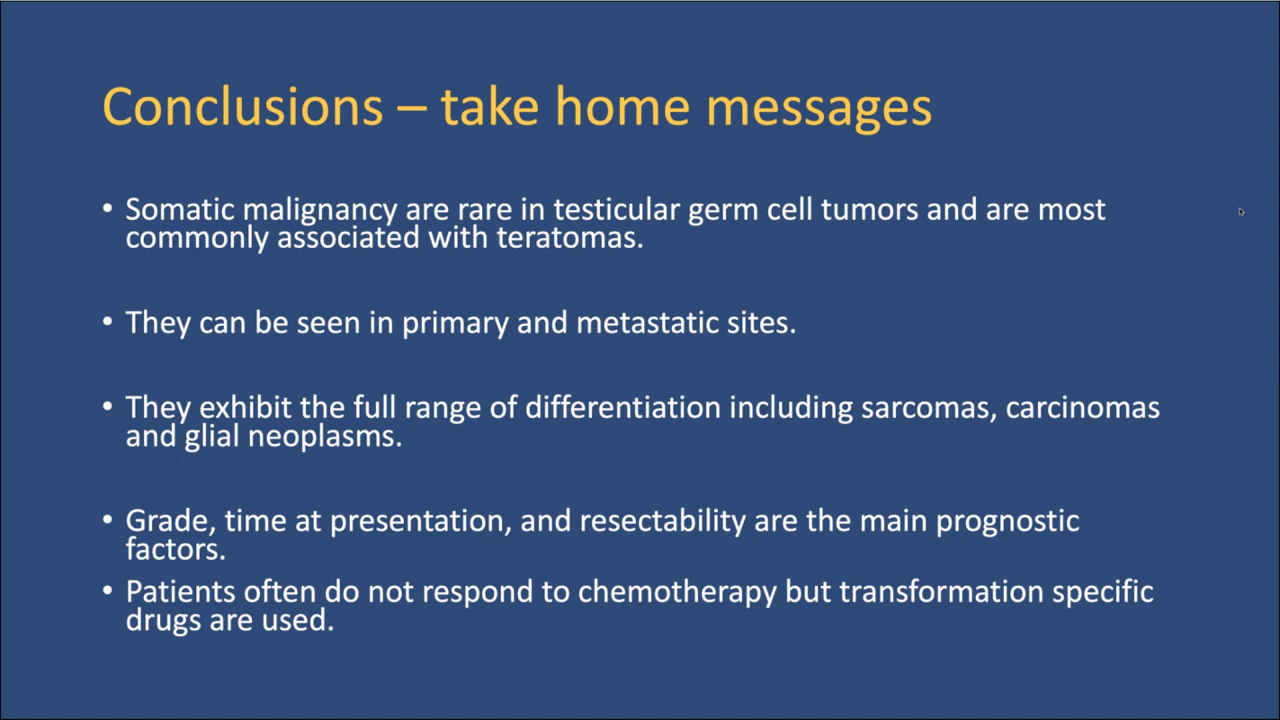 Conclusions – take home messages
• Somatic malignancy are rare in testicular germ cell tumors and are most
commonly associated with teratomas.
• They can be seen in primary and metastatic sites.
• They exhibit the full range of differentiation including sarcomas, carcinomas
and glial neoplasms.
• Grade, time at presentation, and resectability are the main prognostic
factors.
• Patients often do not respond to chemotherapy but transformation specific
drugs are used.